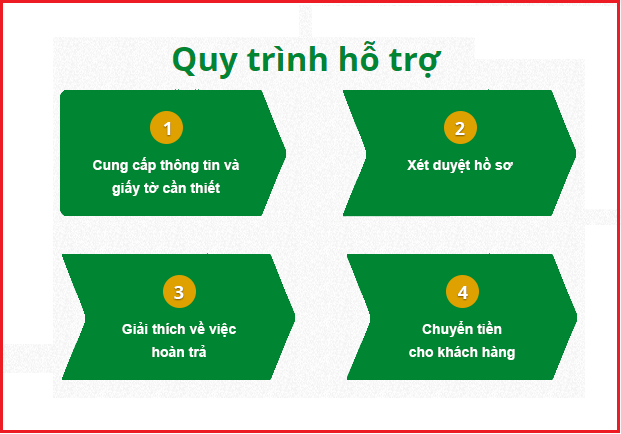 Quy trình hỗ trợ
1
Cung cấp thông tin và
giấy tờ cần thiết
2
Xét duyệt hồ sơ
3
Giải thích về việc
hoàn trả
4
Chuyển tiền
cho khách hàng